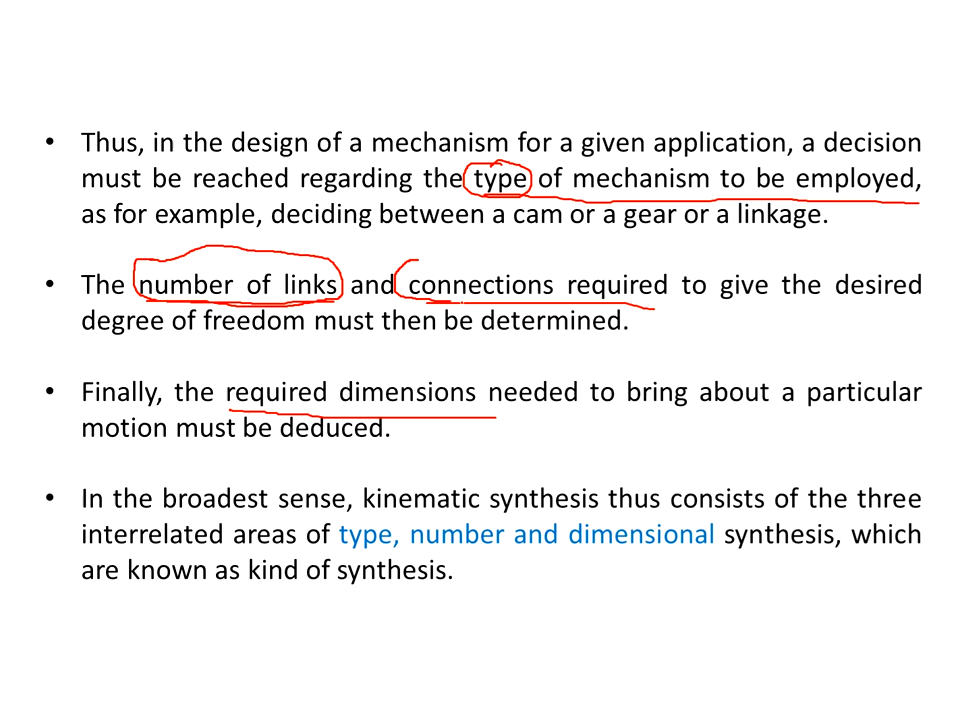 • Thus, in the design of a mechanism for a given application, a decision
must be reached regarding the type of mechanism to be employed,
as for example, deciding between a cam or a gear or a linkage.
• The number of links and connections required to give the desired
degree of freedom must then be determined.
• Finally, the required dimensions needed to bring about a particular
motion must be deduced.
• In the broadest sense, kinematic synthesis thus consists of the three
interrelated areas of type, number and dimensional synthesis, which
are known as kind of synthesis.